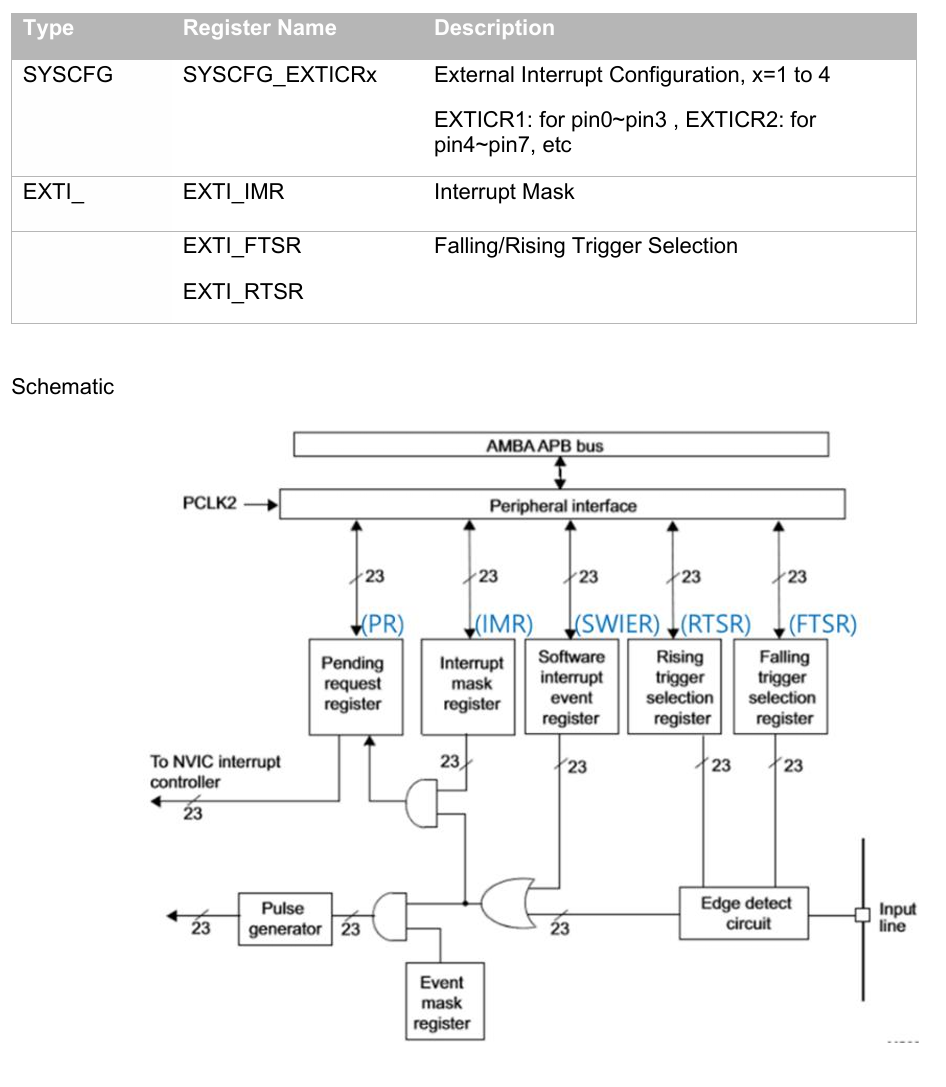 Type Register Name Description
SYSCFG SYSCFG_EXTICRx External Interrupt Configuration, x=1 to 4
EXTICR1: for pin0~pin3 , EXTICR2: for
pin4~pin7, etc
EXTI_ EXTI_IMR Interrupt Mask
EXTI_FTSR Falling/Rising Trigger Selection
EXTI_RTSR
Schematic
AMBA APB bus
PCLK2
Peripheral interface
23 23 23 23 23
(PR) (IMR) (SWIER) (RTSR) (FTSR)
Pending
request
register
Interrupt
mask
register
Software
interrupt
event
register
Rising
trigger
selection
register
Falling
trigger
selection
register
23 23 23 23
To NVIC interrupt
controller
23
Pulse
generator
23 23 23
Edge detect
circuit
Input
line
Event
mask
register